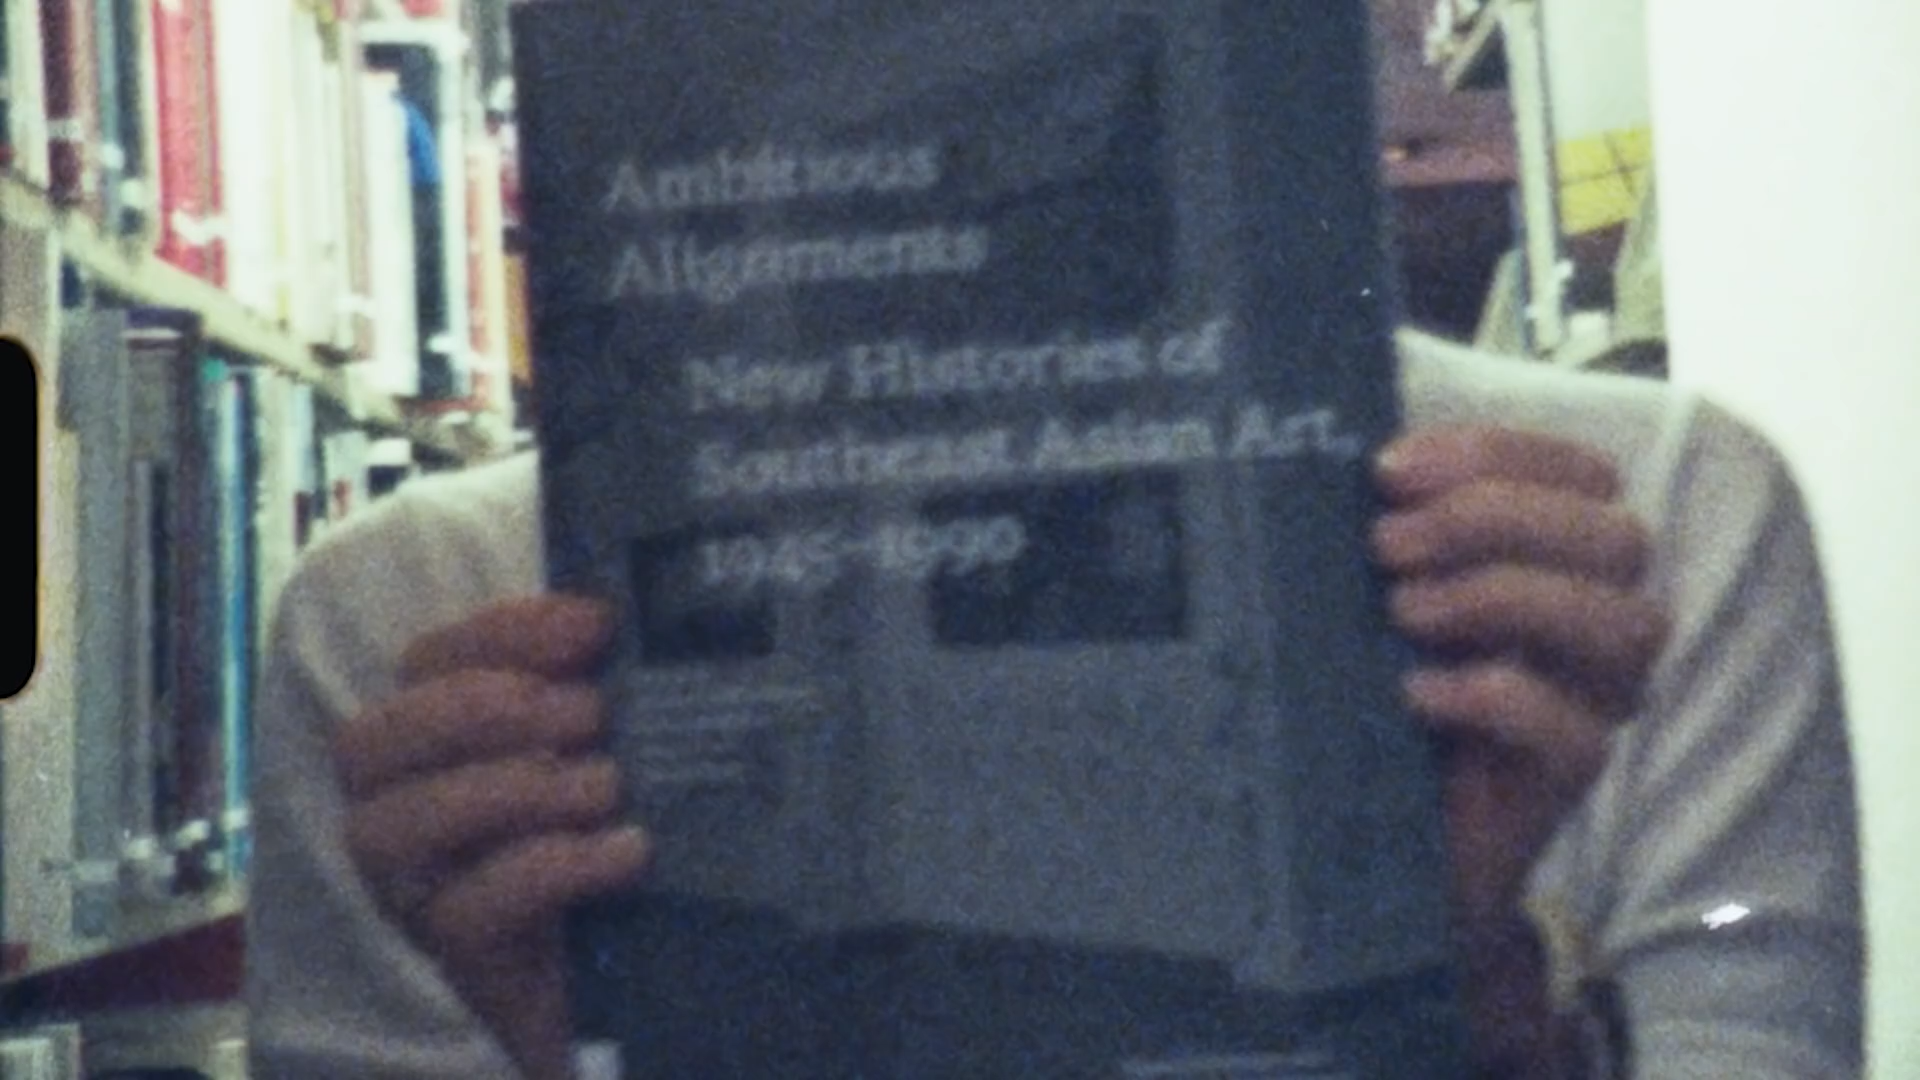 Ambitious
Alignments
New Histories of
Southeast Asian Art,
1945–1990